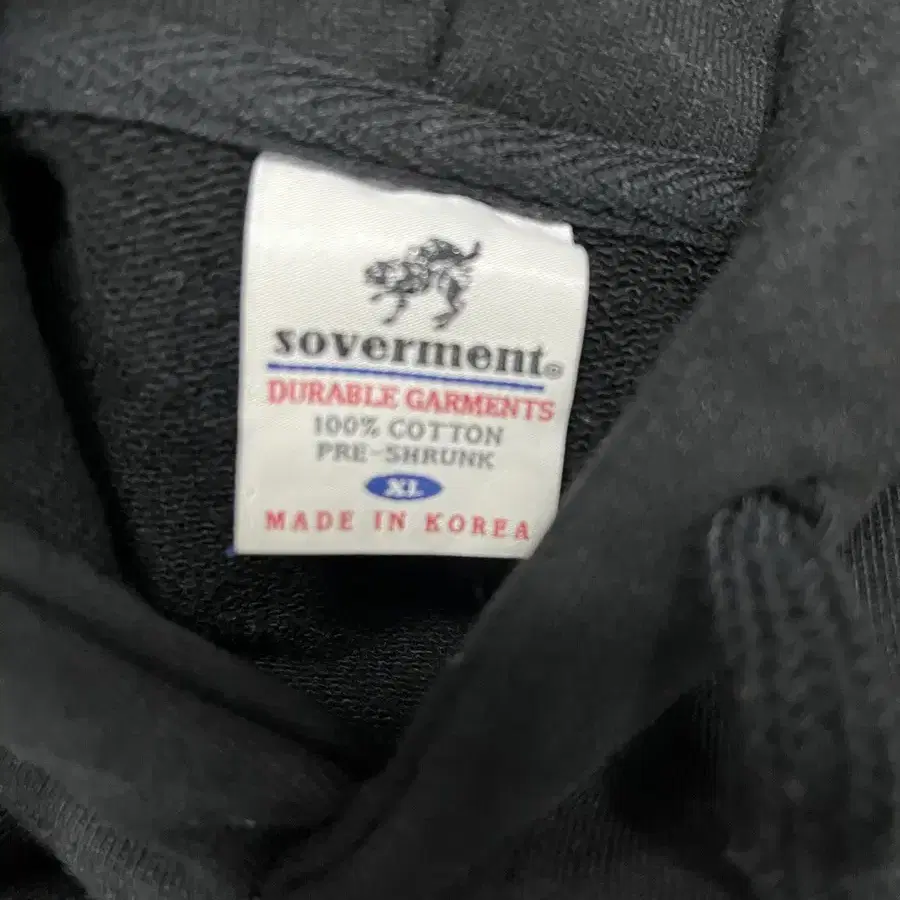 soverment®
DURABLE GARMENTS
100% COTTON
PRE-SHRUNK
XL
MADE IN KOREA